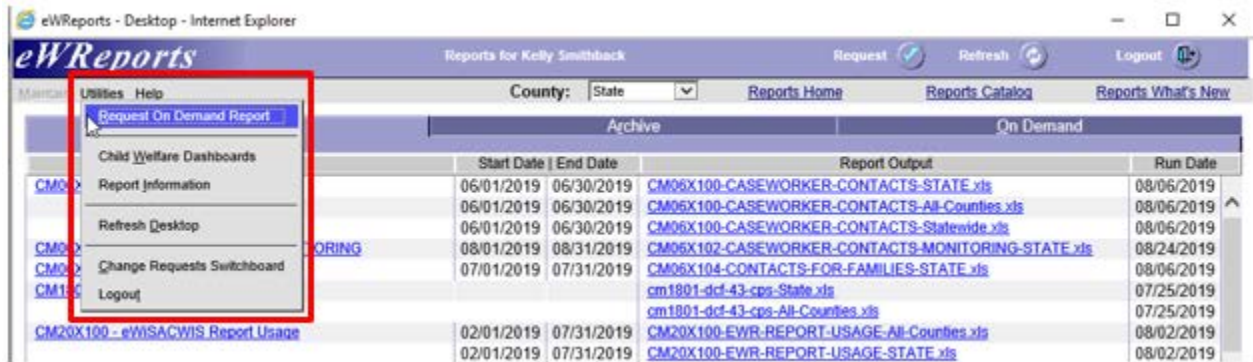 eWReports - Desktop - Internet Explorer
eWReports Reports for Kelly Smithback Request Refresh Logout
Utilities Help County: State Reports Home Reports Catalog Reports What's New
Request On Demand Report
Archive On Demand
Child Welfare Dashboards
Start Date | End Date Report Output Run Date
Report Information
06/01/2019 06/30/2019 CM06X100-CASEWORKER-CONTACTS-STATE.xls 08/06/2019
06/01/2019 06/30/2019 CM06X100-CASEWORKER-CONTACTS-All-Counties.xls 08/06/2019
Refresh Desktop
06/01/2019 06/30/2019 CM06X100-CASEWORKER-CONTACTS-Statewide.xls 08/06/2019
08/01/2019 08/31/2019 CM06X102-CASEWORKER-CONTACTS-MONITORING-STATE.xls 08/24/2019
Change Requests Switchboard
07/01/2019 07/31/2019 CM06X104-CONTACTS-FOR-FAMILIES-STATE.xls 08/06/2019
Logout
cm1801-dcf-43-cps-State.xls 07/25/2019
cm1801-dcf-43-cps-All-Counties.xls 07/25/2019
CM20X100 - eWiSACWIS Report Usage 02/01/2019 07/31/2019 CM20X100-EWR-REPORT-USAGE-All-Counties.xls 08/02/2019
02/01/2019 07/31/2019 CM20X100-EWR-REPORT-USAGE-STATE.xls 08/02/2019